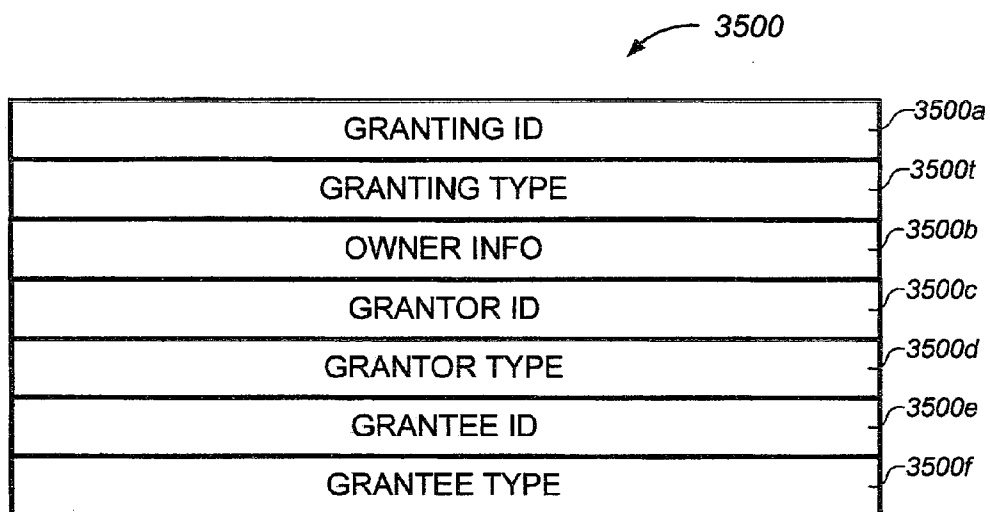 3500
GRANTING ID 3500a
GRANTING TYPE 3500t
OWNER INFO 3500b
GRANTOR ID 3500c
GRANTOR TYPE 3500d
GRANTEE ID 3500e
GRANTEE TYPE 3500f